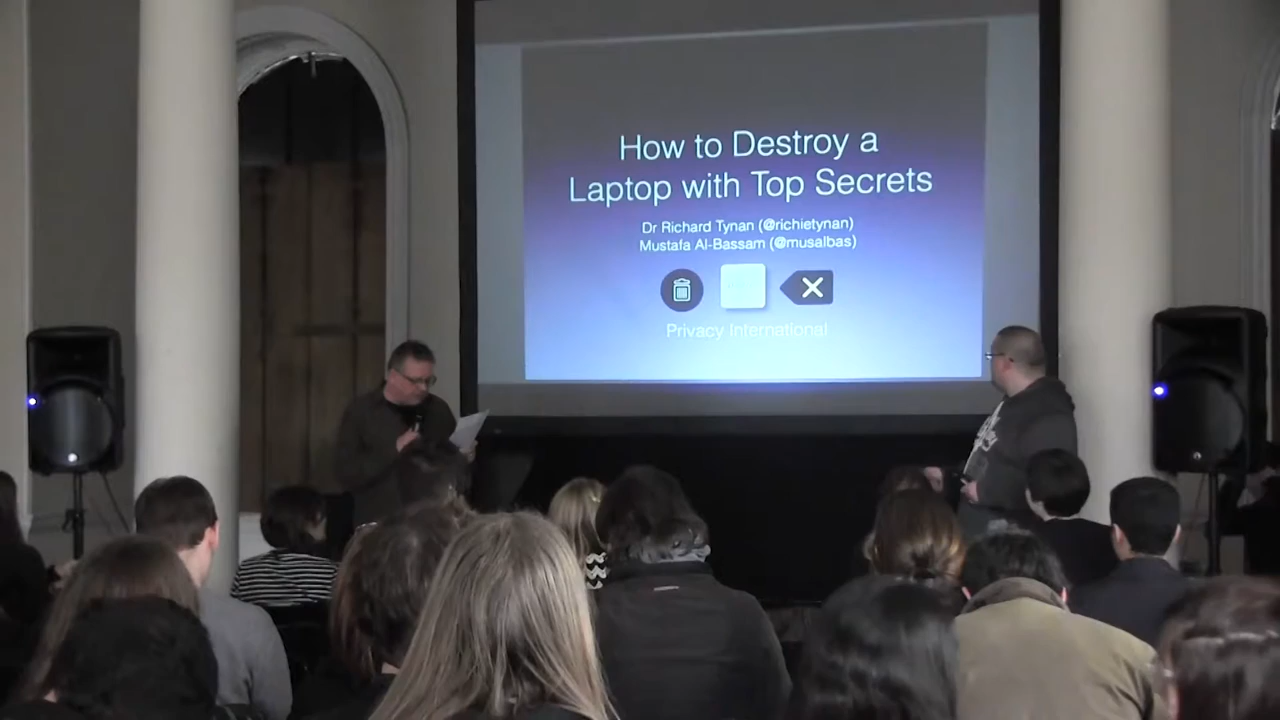 How to Destroy a
Laptop with Top Secrets
Dr Richard Tynan (@richietynan)
Mustafa Al-Bassam (@musalbas)
Privacy International